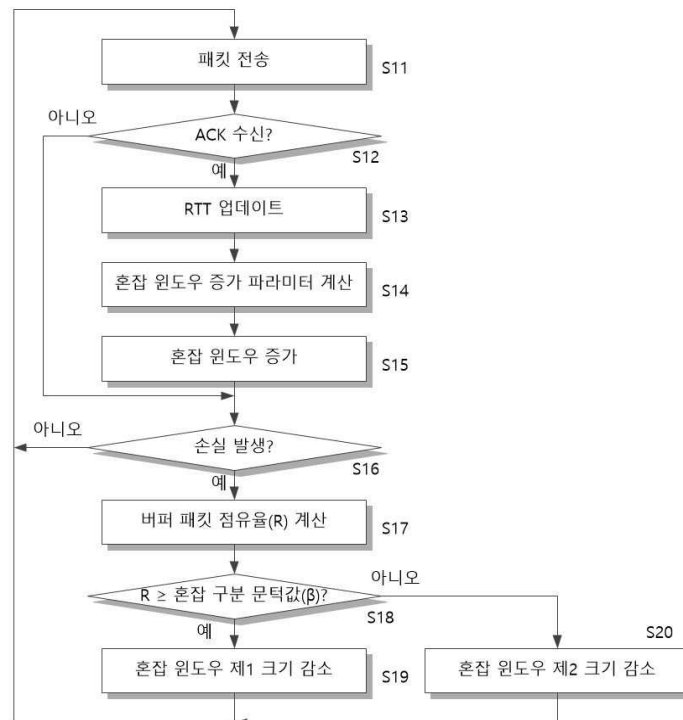 패킷 전송
S11
아니오
ACK 수신?
S12
예
RTT 업데이트
S13
혼잡 윈도우 증가 파라미터 계산
S14
혼잡 윈도우 증가
S15
아니오
손실 발생?
S16
예
버퍼 패킷 점유율(R) 계산
S17
아니오
R ≥ 혼잡 구분 문턱값(β)?
S18
예
S20
혼잡 윈도우 제1 크기 감소
S19
혼잡 윈도우 제2 크기 감소